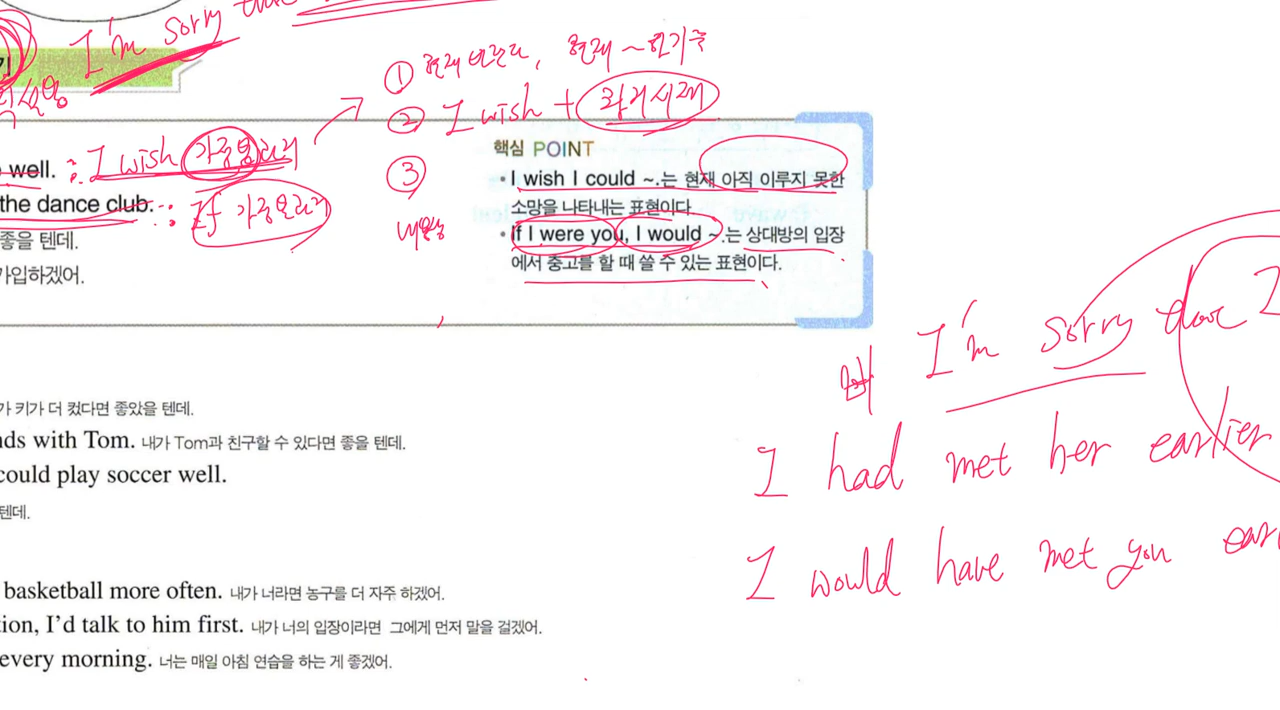 I'm sorry that
① 현재 반대, 현재
② I wish + 과거시제
③
well. : I wish 가정법과거
the dance club. : If 가정법과거
좋을 텐데.
가입하겠어.
핵심 POINT
• I wish I could ~.는 현재 아직 이루지 못한
소망을 나타내는 표현이다.
• If I were you, I would ~.는 상대방의 입장
에서 충고를 할 때 쓸 수 있는 표현이다.
I'm sorry that I
가 키가 더 컸다면 좋았을 텐데.
nds with Tom. 내가 Tom과 친구할 수 있다면 좋을 텐데.
could play soccer well.
텐데.
I had met her earlier
I would have met you
basketball more often. 내가 너라면 농구를 더 자주 하겠어.
tion, I'd talk to him first. 내가 너의 입장이라면 그에게 먼저 말을 걸겠어.
every morning. 너는 매일 아침 연습을 하는 게 좋겠어.